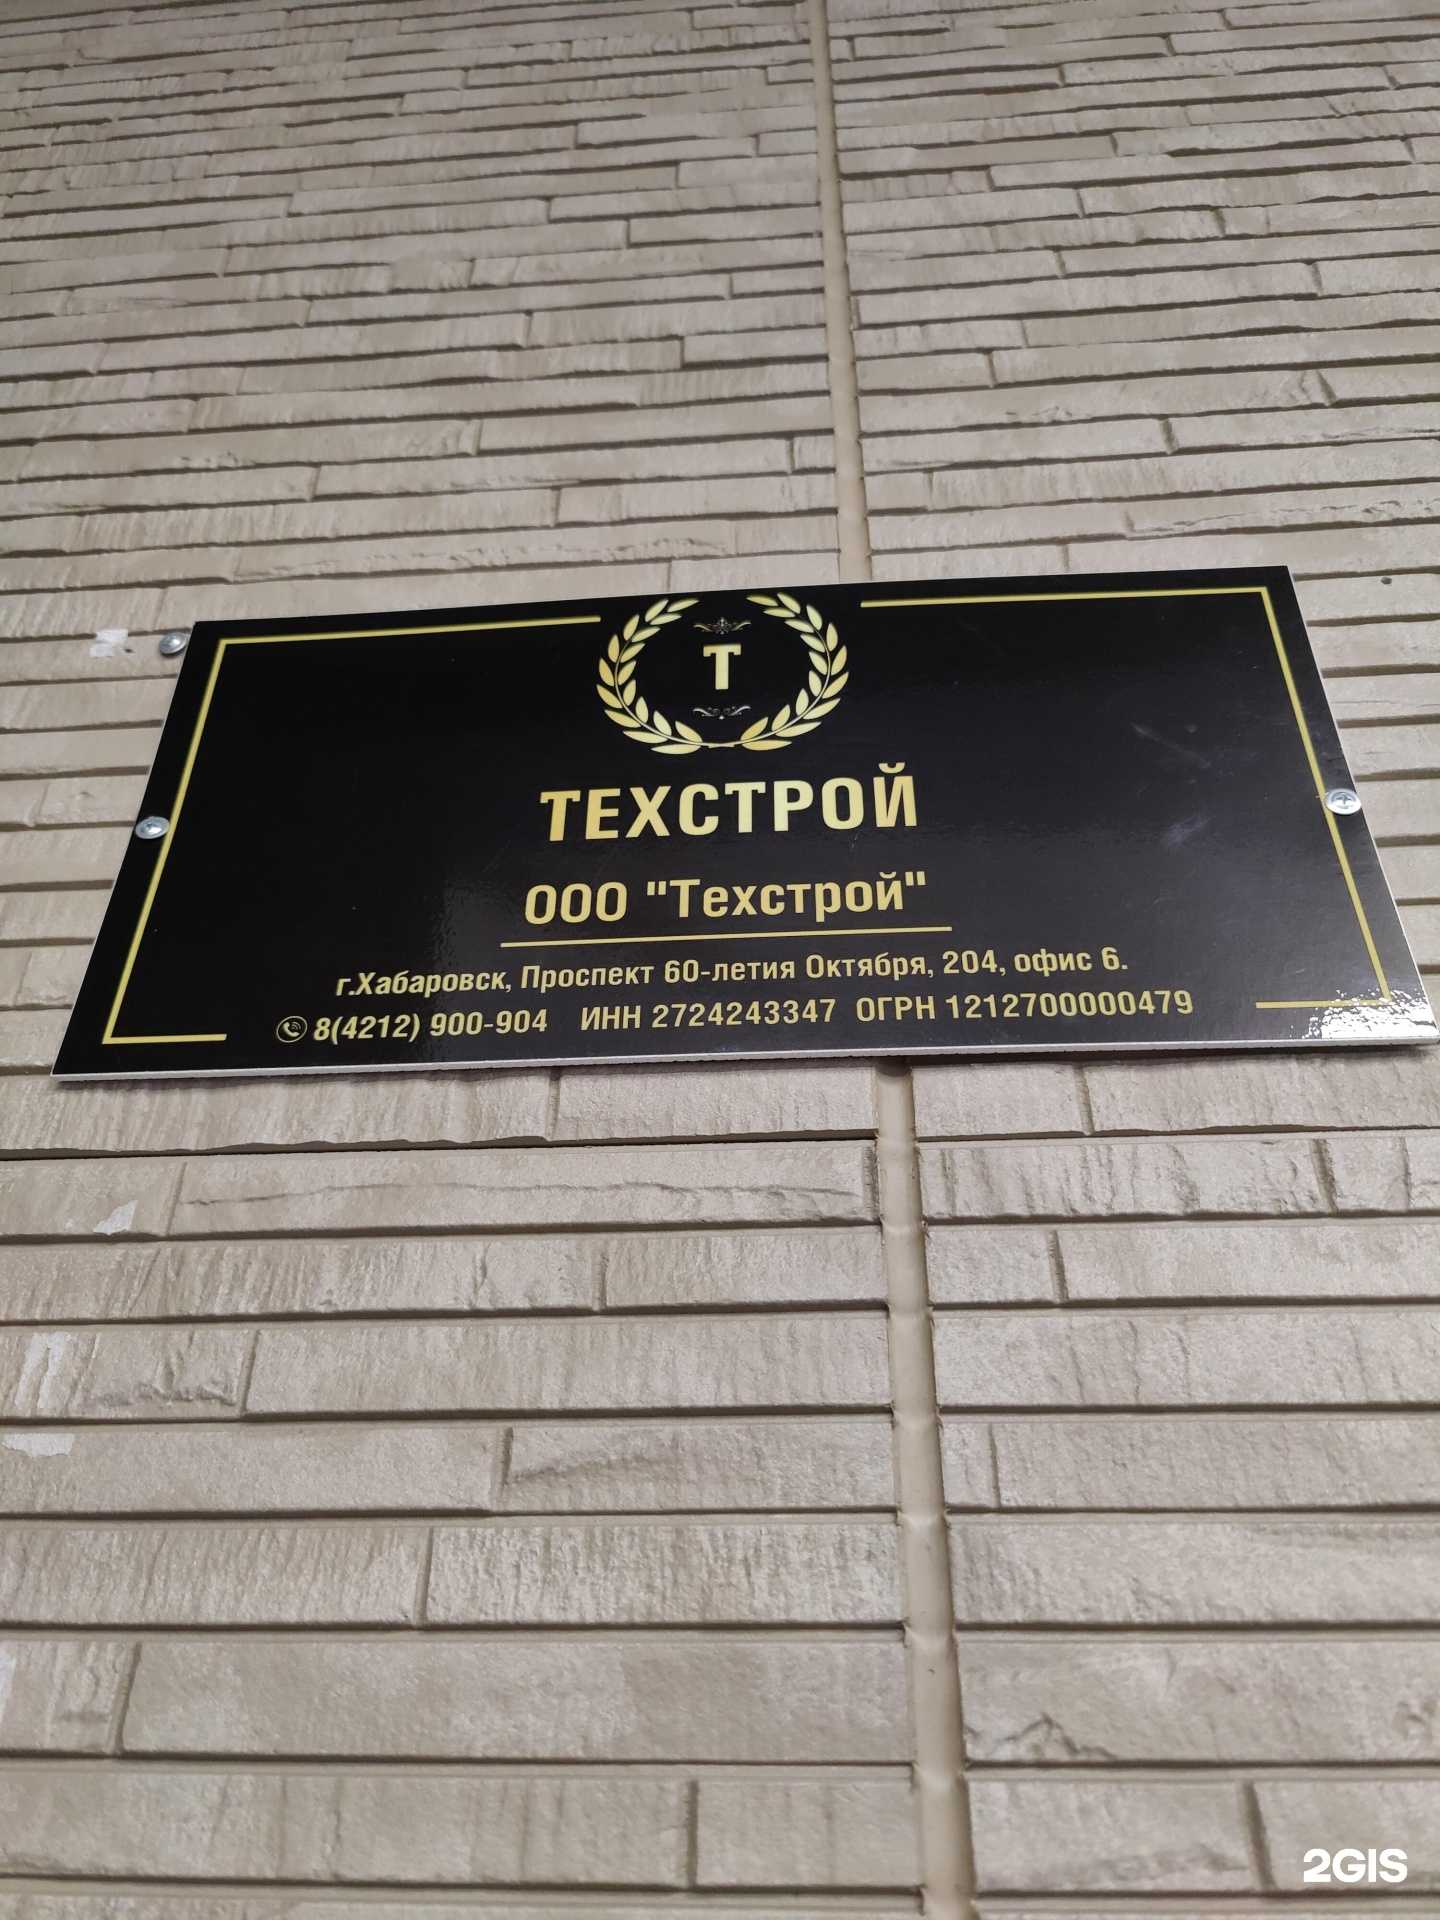 Т
ТЕХСТРОЙ
ООО "Техстрой"
г.Хабаровск, Проспект 60-летия Октября, 204, офис 6.
8(4212) 900-904 ИНН 2724243347 ОГРН 1212700000479
2GIS